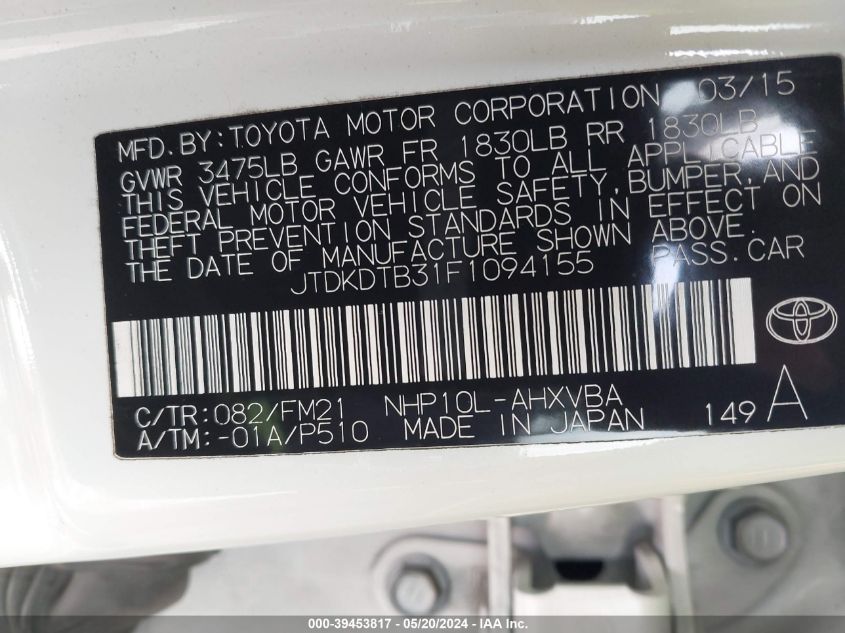 MFD. BY: TOYOTA MOTOR CORPORATION 03/15
GVWR 3475LB GAWR FR 1830LB RR 1830LB
THIS VEHICLE CONFORMS TO ALL APPLICABLE
FEDERAL MOTOR VEHICLE SAFETY, BUMPER, AND
THEFT PREVENTION STANDARDS IN EFFECT ON
THE DATE OF MANUFACTURE SHOWN ABOVE.
JTDKDTB31F1094155 PASS. CAR
C/TR: 082/FM21 NHP10L-AHXVBA
A/TM: -01A/P510 MADE IN JAPAN 149 A
000-39453817 - 05/20/2024 - IAA, Inc.